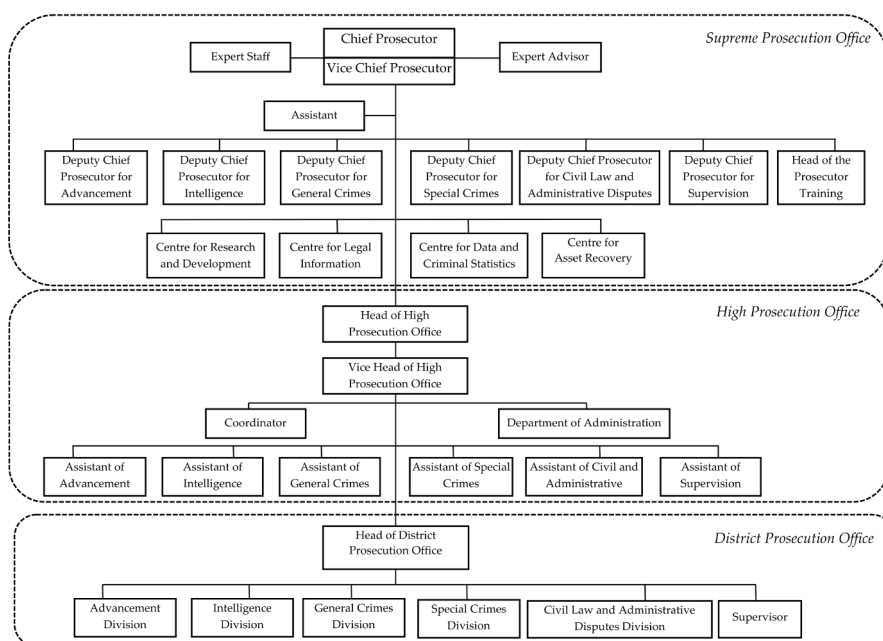 Supreme Prosecution Office
Chief Prosecutor
Expert Staff
Expert Advisor
Vice Chief Prosecutor
Assistant
Deputy Chief
Prosecutor for
Advancement
Deputy Chief
Prosecutor for
Intelligence
Deputy Chief
Prosecutor for
General Crimes
Deputy Chief
Prosecutor for
Special Crimes
Deputy Chief Prosecutor
for Civil Law and
Administrative Disputes
Deputy Chief
Prosecutor for
Supervision
Head of the
Prosecutor
Training
Centre for Research
and Development
Centre for Legal
Information
Centre for Data and
Criminal Statistics
Centre for
Asset Recovery
High Prosecution Office
Head of High
Prosecution Office
Vice Head of High
Prosecution Office
Coordinator
Department of Administration
Assistant of
Advancement
Assistant of
Intelligence
Assistant of
General Crimes
Assistant of Special
Crimes
Assistant of Civil and
Administrative
Assistant of
Supervision
District Prosecution Office
Head of District
Prosecution Office
Advancement
Division
Intelligence
Division
General Crimes
Division
Special Crimes
Division
Civil Law and Administrative
Disputes Division
Supervisor